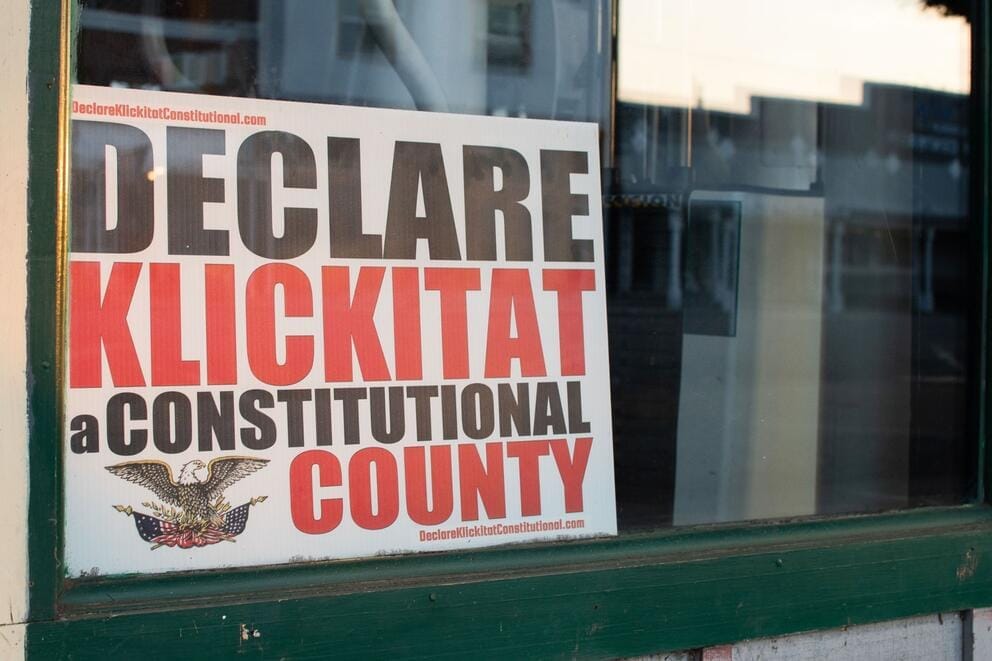 DeclareKlickitatConstitutional.com
DECLARE
KLICKITAT
a CONSTITUTIONAL
COUNTY
DeclareKlickitatConstitutional.com